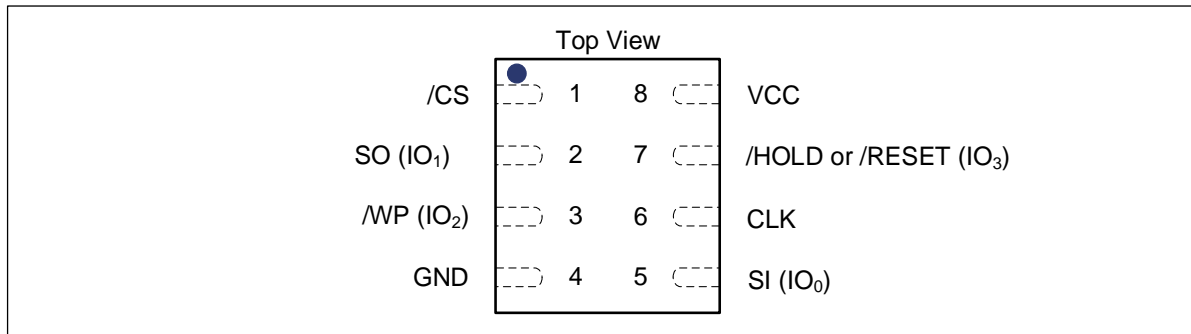 Top View
/CS 1 8 VCC
SO (IO₁) 2 7 /HOLD or /RESET (IO₃)
/WP (IO₂) 3 6 CLK
GND 4 5 SI (IO₀)